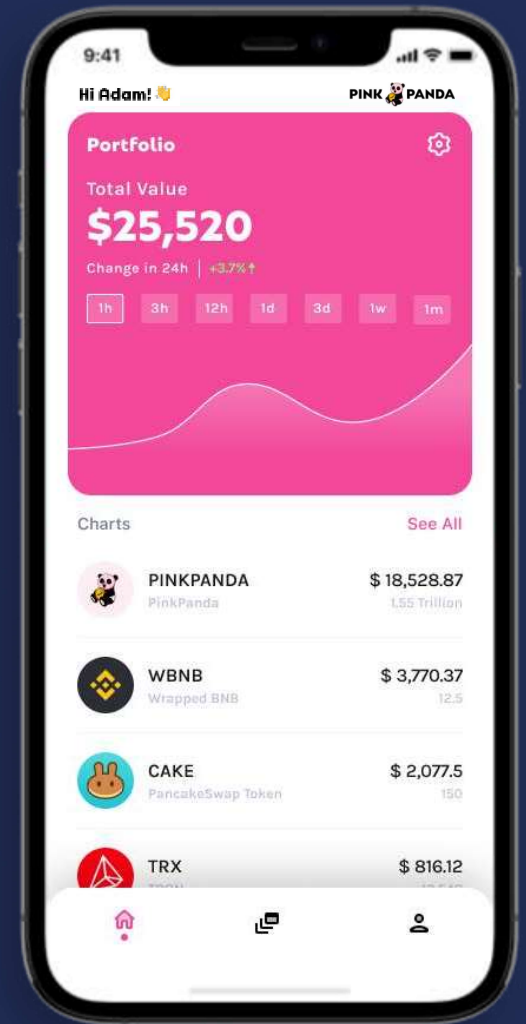 9:41
Hi Adam! 👋 PINK PANDA
Portfolio
Total Value
$25,520
Change in 24h | +3.7%↑
1h 3h 12h 1d 3d 1w 1m
Charts See All
PINKPANDA $ 18,528.87
PinkPanda 1,55 Trillion
WBNB $ 3,770.37
Wrapped BNB 12.5
CAKE $ 2,077.5
PancakeSwap Token 150
TRX $ 816.12